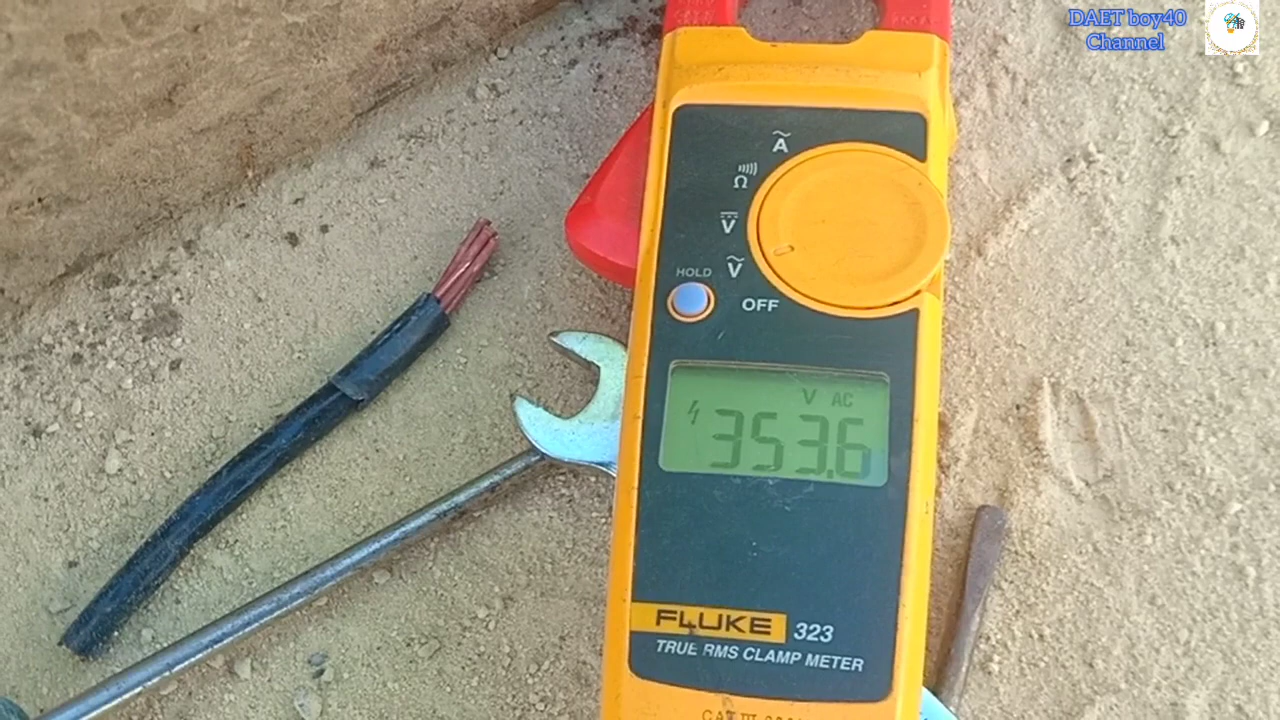 DAET boy40
Channel
A
Ω
V
HOLD
V
OFF
V AC
353.6
FLUKE 323
TRUE RMS CLAMP METER